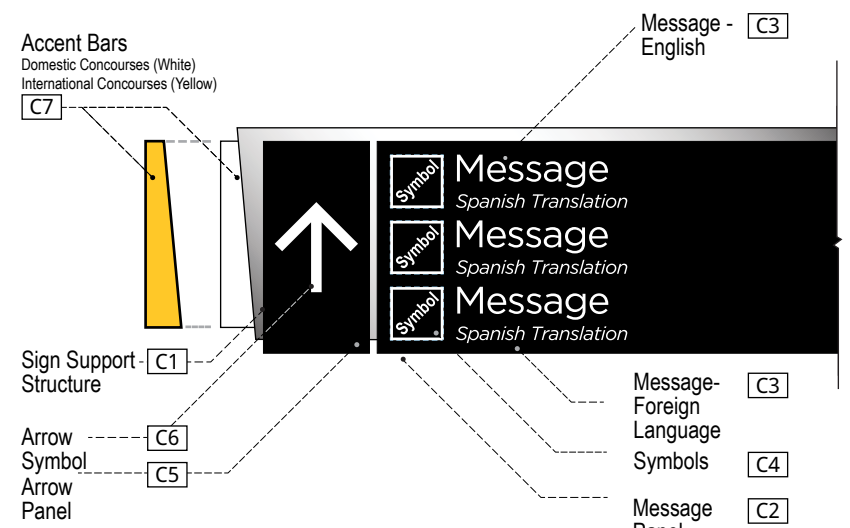 Accent Bars
Domestic Concourses (White)
International Concourses (Yellow)
C7
Message -
English
C3
Symbol
Message
Spanish Translation
Symbol
Message
Spanish Translation
Symbol
Message
Spanish Translation
Sign Support
Structure
C1
Arrow
Symbol
C6
Arrow
Panel
C5
Message-
Foreign
Language
C3
Symbols
C4
Message
C2